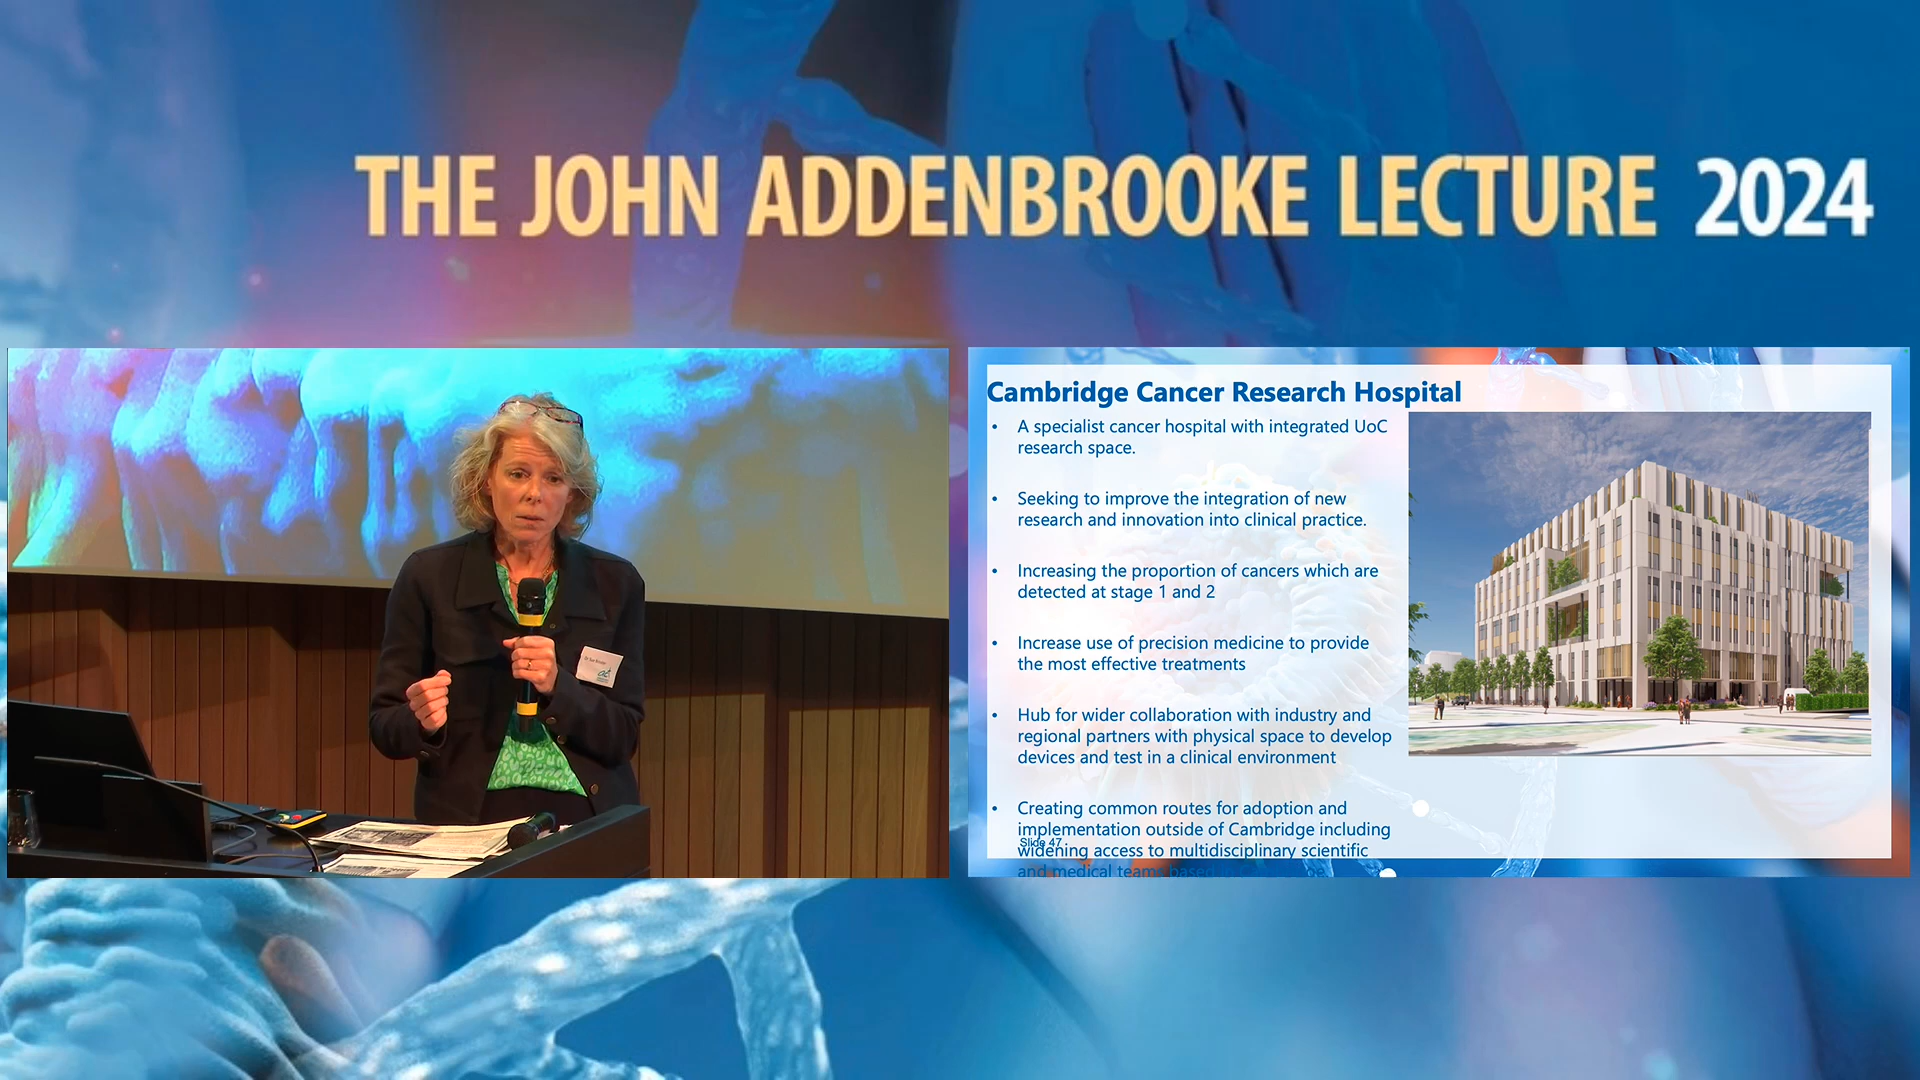 THE JOHN ADDENBROOKE LECTURE 2024
Cambridge Cancer Research Hospital
• A specialist cancer hospital with integrated UoC
research space.
• Seeking to improve the integration of new
research and innovation into clinical practice.
• Increasing the proportion of cancers which are
detected at stage 1 and 2
• Increase use of precision medicine to provide
the most effective treatments
• Hub for wider collaboration with industry and
regional partners with physical space to develop
devices and test in a clinical environment
• Creating common routes for adoption and
implementation outside of Cambridge including
Slide 47
widening access to multidisciplinary scientific
and medical teams based in